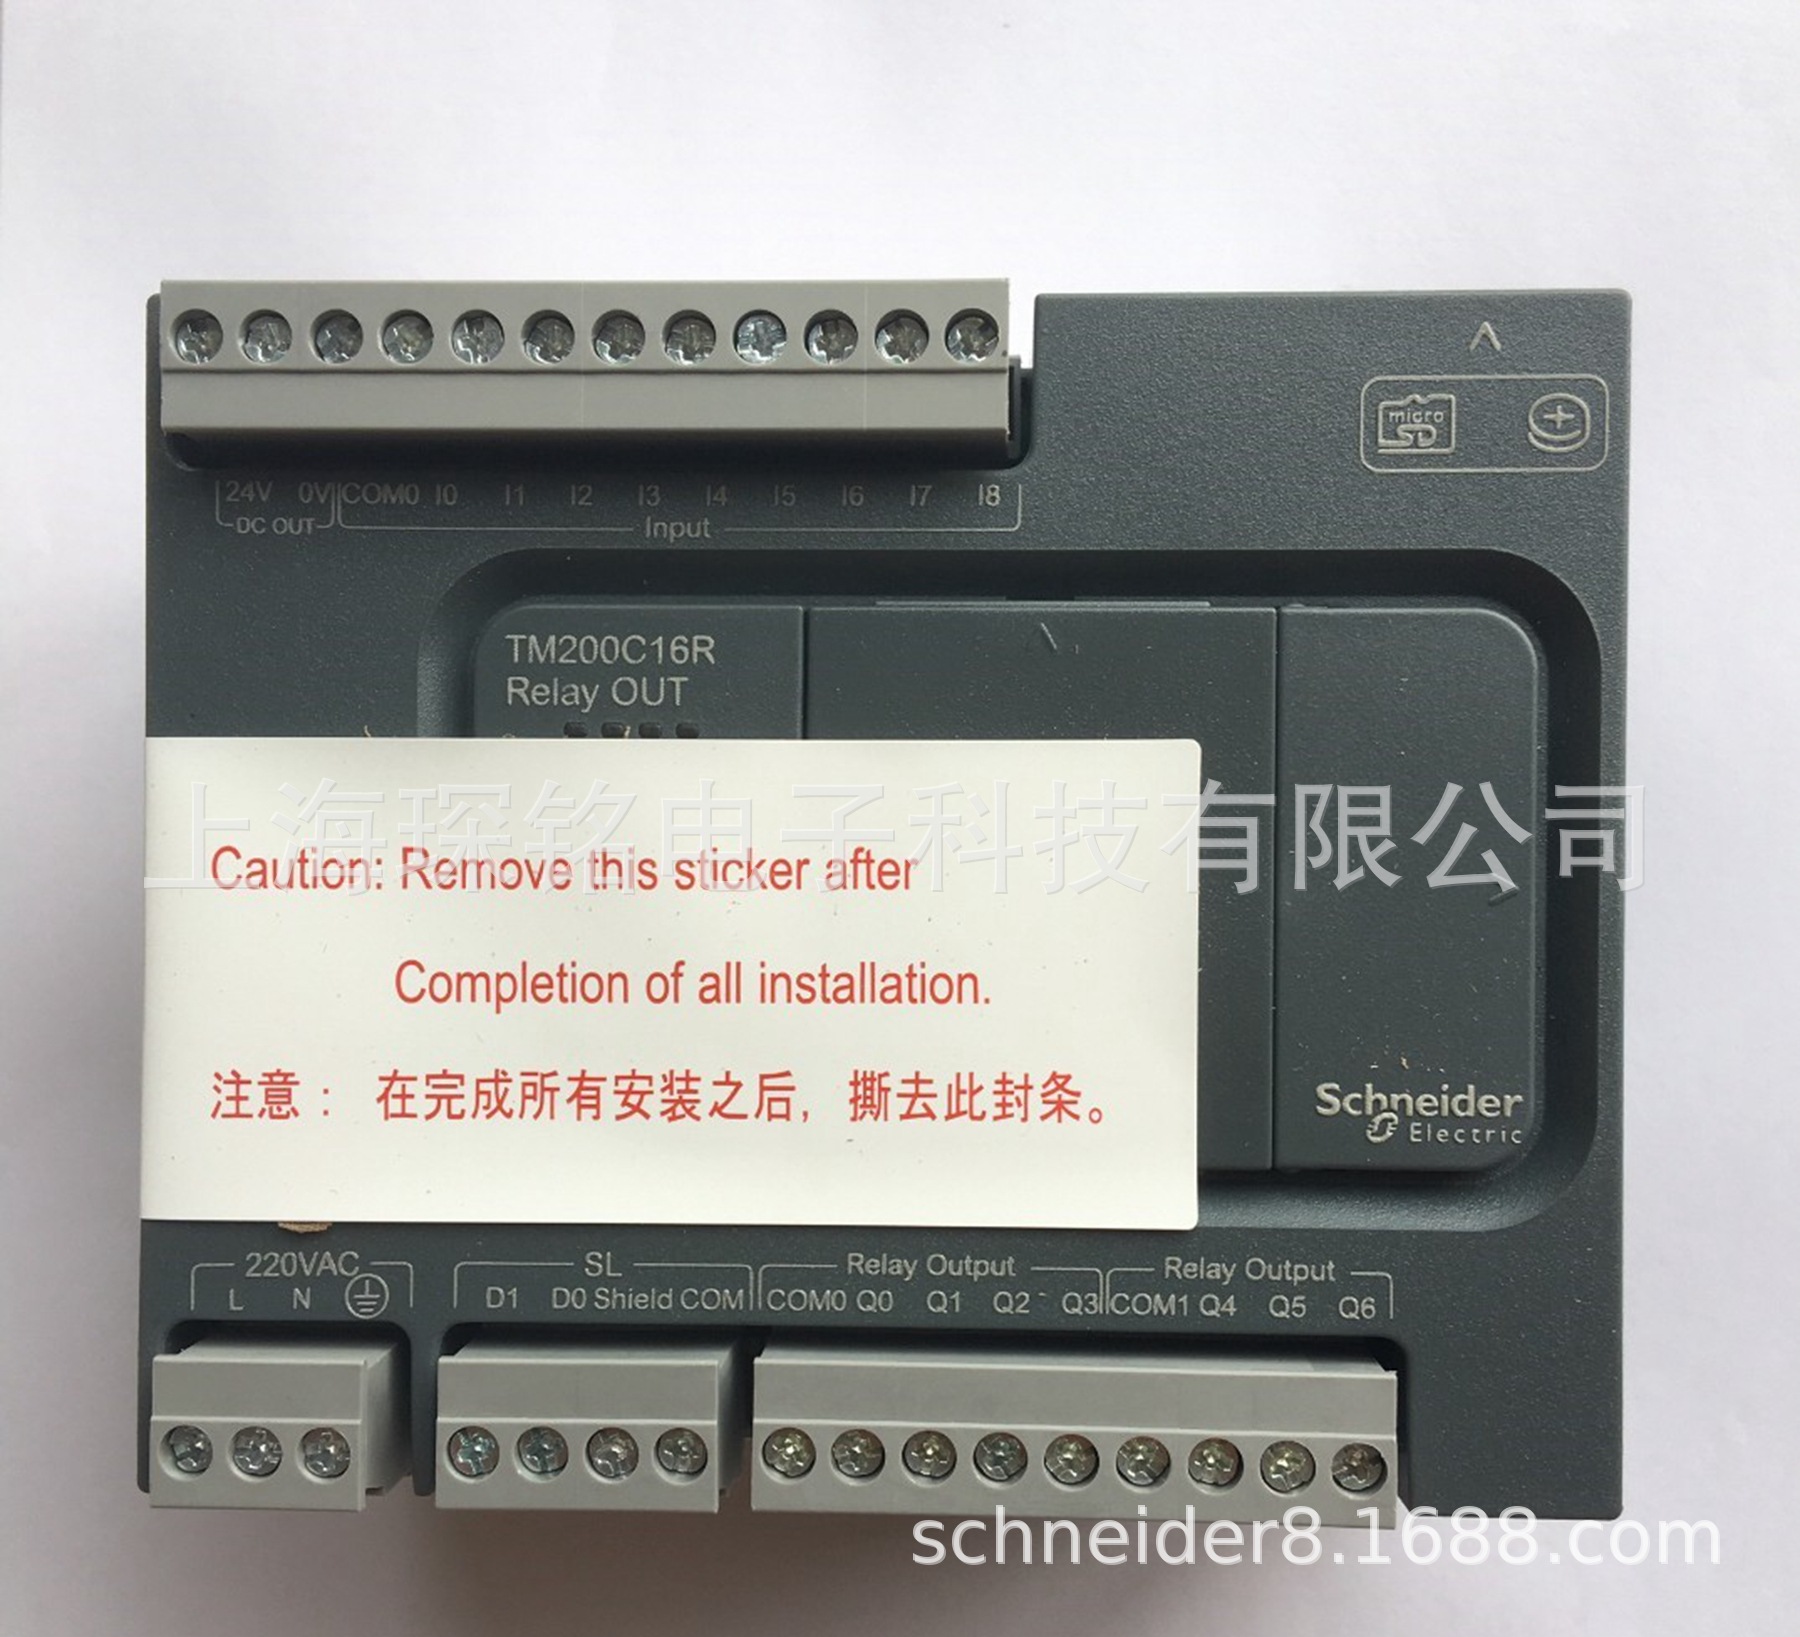 micro
SD
24V 0V COM0 I0 I1 I2 I3 I4 I5 I6 I7 I8
DC OUT Input
TM200C16R
Relay OUT
上海琛铭电子科技有限公司
Caution: Remove this sticker after
Completion of all installation.
注意： 在完成所有安装之后，撕去此封条。
Schneider
Electric
220VAC SL Relay Output Relay Output
L N D1 D0 Shield COM COM0 Q0 Q1 Q2 Q3 COM1 Q4 Q5 Q6
schneider8.1688.com